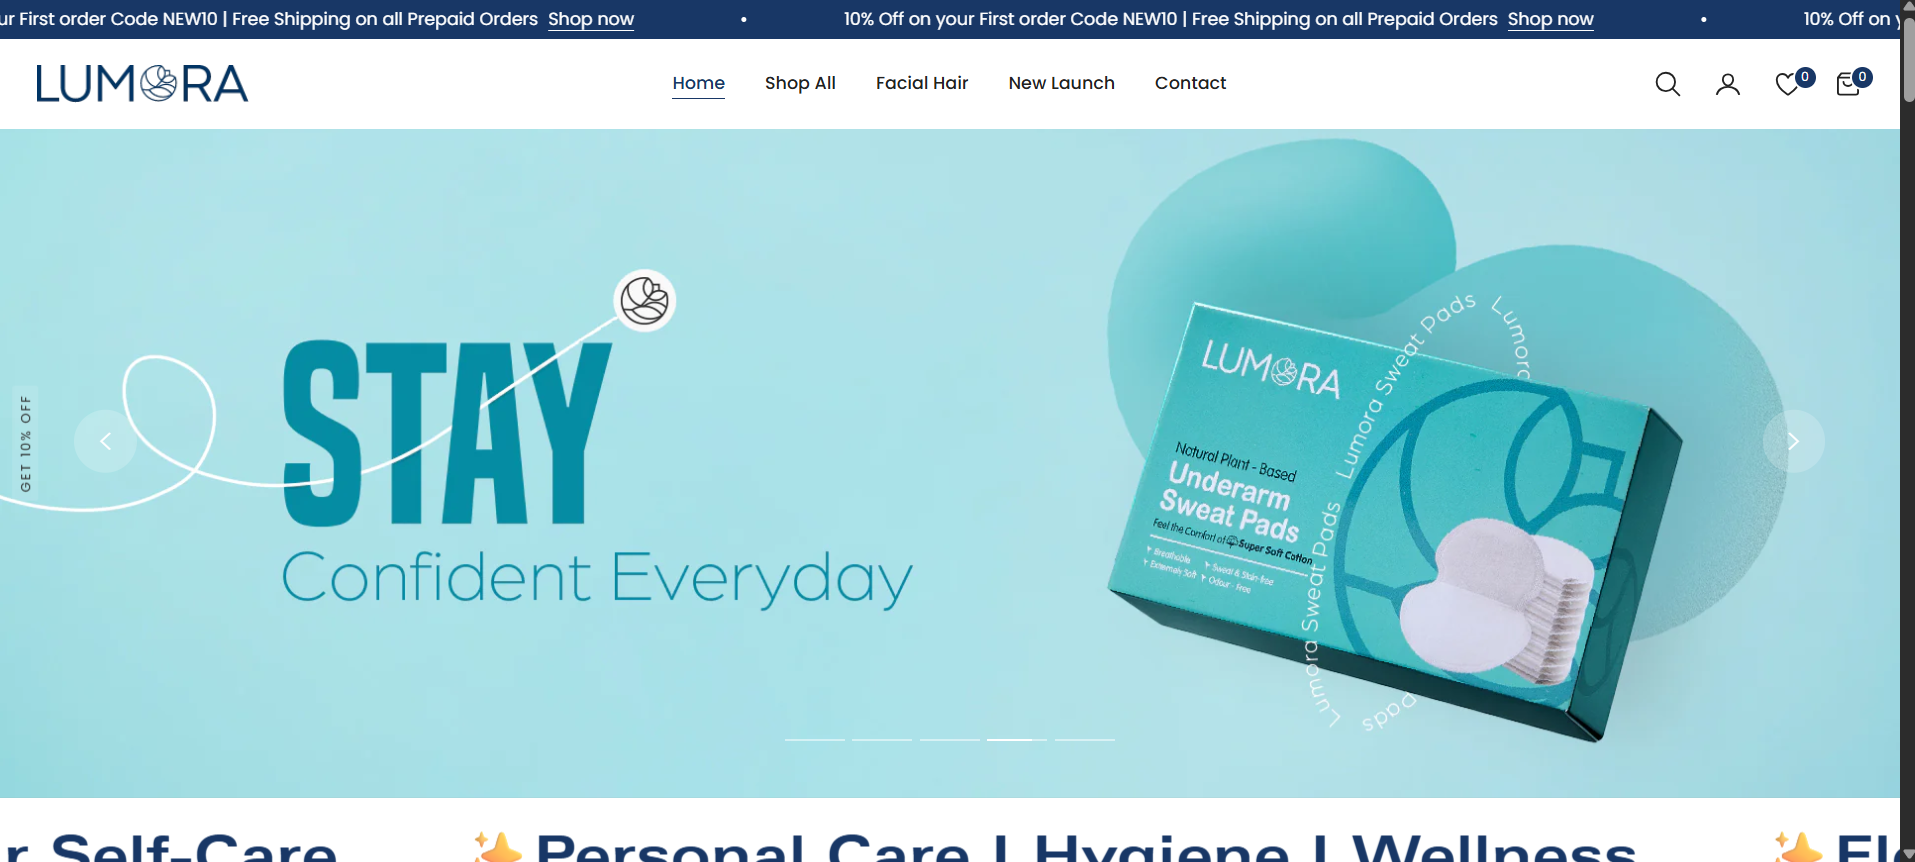 ur First order Code NEW10 | Free Shipping on all Prepaid Orders Shop now • 10% Off on your First order Code NEW10 | Free Shipping on all Prepaid Orders Shop now • 10% Off on y
LUMORA
Home Shop All Facial Hair New Launch Contact
0 0
GET 10% OFF
STAY
Confident Everyday
LUMORA
Natural Plant - Based
Underarm
Sweat Pads
Feel the Comfort of Super Soft Cotton
Breathable Sweat & Stain-free
Extremely Soft Odour - Free
Lumora Sweat Pads Lumora Sweat Pads Lumora
pads
r Self-Care ✨ Personal Care | Hygiene | Wellness ✨ Fl